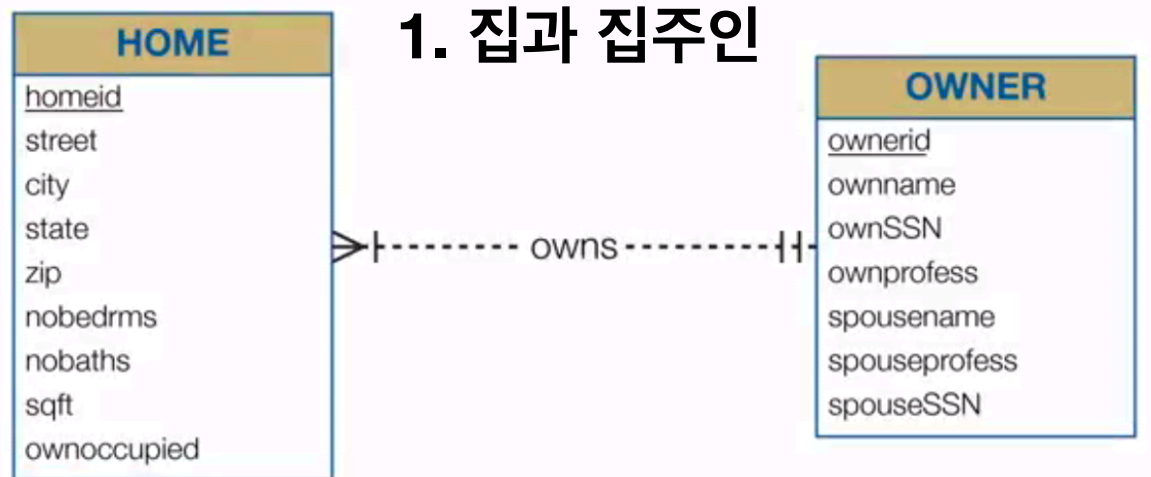 1. 집과 집주인
HOME
homeid
street
city
state
zip
nobedrms
nobaths
sqft
ownoccupied
owns
OWNER
ownerid
ownname
ownSSN
ownprofess
spousename
spouseprofess
spouseSSN